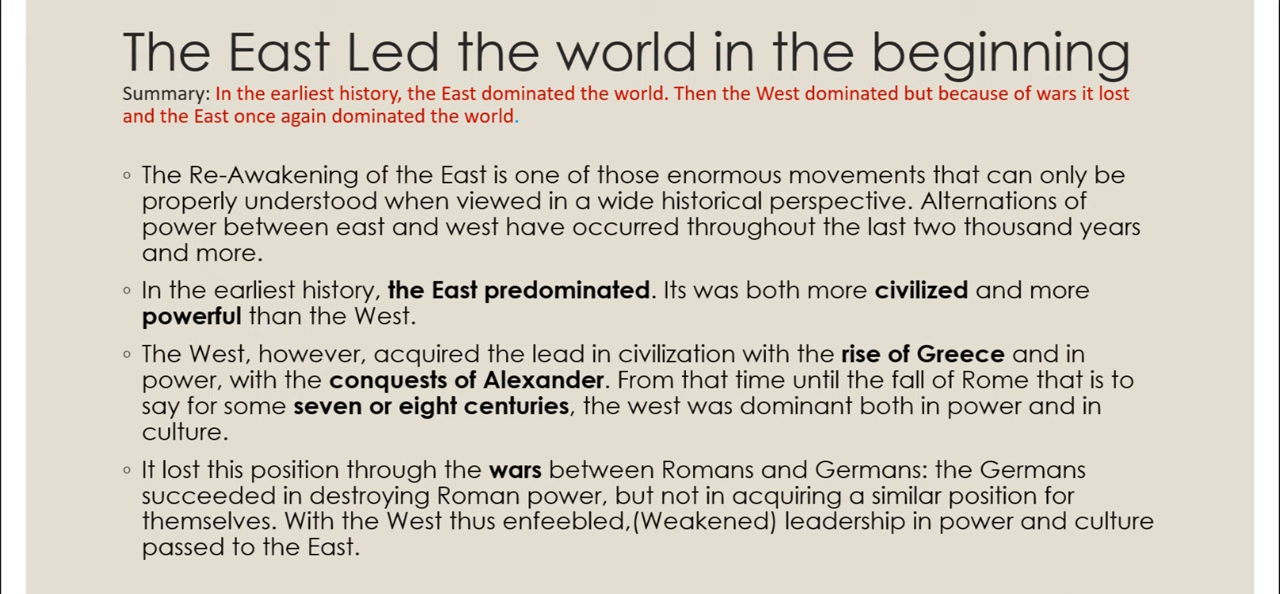 The East Led the world in the beginning
Summary: In the earliest history, the East dominated the world. Then the West dominated but because of wars it lost
and the East once again dominated the world.
◦ The Re-Awakening of the East is one of those enormous movements that can only be
properly understood when viewed in a wide historical perspective. Alternations of
power between east and west have occurred throughout the last two thousand years
and more.
◦ In the earliest history, the East predominated. Its was both more civilized and more
powerful than the West.
◦ The West, however, acquired the lead in civilization with the rise of Greece and in
power, with the conquests of Alexander. From that time until the fall of Rome that is to
say for some seven or eight centuries, the west was dominant both in power and in
culture.
◦ It lost this position through the wars between Romans and Germans: the Germans
succeeded in destroying Roman power, but not in acquiring a similar position for
themselves. With the West thus enfeebled,(Weakened) leadership in power and culture
passed to the East.